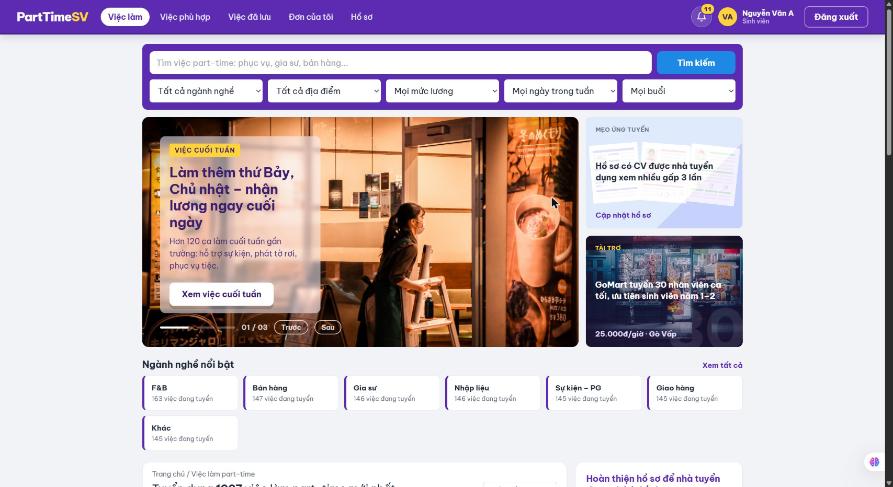 PartTimeSV
Việc làm
Việc phù hợp
Việc đã lưu
Đơn của tôi
Hồ sơ
11
VA
Nguyễn Văn A
Sinh viên
Đăng xuất
Tìm việc part-time: phục vụ, gia sư, bán hàng...
Tìm kiếm
Tất cả ngành nghề
Tất cả địa điểm
Mọi mức lương
Mọi ngày trong tuần
Mọi buổi
VIỆC CUỐI TUẦN
Làm thêm thứ Bảy,
Chủ nhật – nhận
lương ngay cuối
ngày
Hơn 120 ca làm cuối tuần gần
trường: hỗ trợ sự kiện, phát tờ rơi,
phục vụ tiệc.
Xem việc cuối tuần
01 / 03
Trước
Sau
MẸO ỨNG TUYỂN
Hồ sơ có CV được nhà tuyển
dụng xem nhiều gấp 3 lần
Cập nhật hồ sơ
TÀI TRỢ
GoMart tuyển 30 nhân viên ca
tối, ưu tiên sinh viên năm 1–2
25.000đ/giờ · Gò Vấp
30
Ngành nghề nổi bật
Xem tất cả
F&B
163 việc đang tuyển
Bán hàng
147 việc đang tuyển
Gia sư
146 việc đang tuyển
Nhập liệu
146 việc đang tuyển
Sự kiện – PG
145 việc đang tuyển
Giao hàng
145 việc đang tuyển
Khác
145 việc đang tuyển
Trang chủ / Việc làm part-time
Hoàn thiện hồ sơ để nhà tuyển